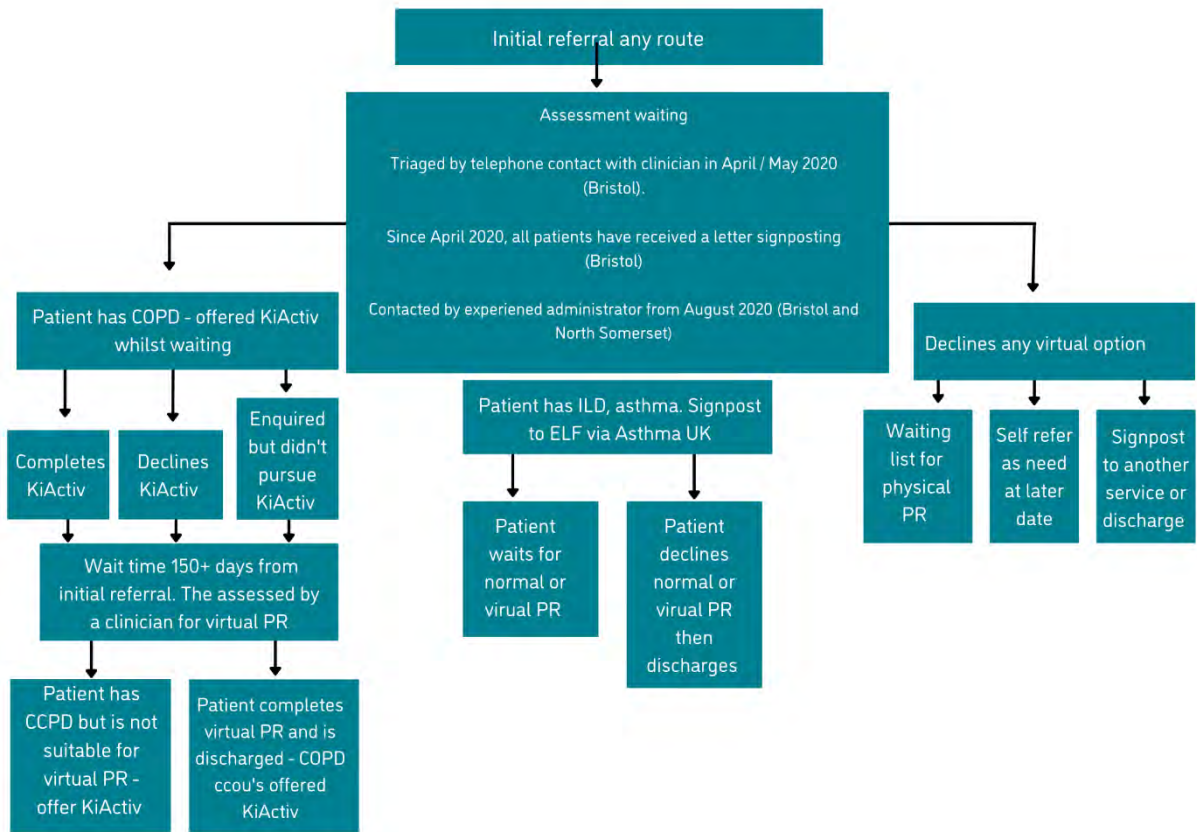 Initial referral any route
Assessment waiting
Triaged by telephone contact with clinician in April / May 2020
(Bristol).
Since April 2020, all patients have received a letter signposting
(Bristol)
Contacted by experiened administrator from August 2020 (Bristol and
North Somerset)
Patient has COPD - offered KiActiv
whilst waiting
Declines any virtual option
Completes
KiActiv
Declines
KiActiv
Enquired
but didn't
pursue
KiActiv
Patient has ILD, asthma. Signpost
to ELF via Asthma UK
Waiting
list for
physical
PR
Self refer
as need
at later
date
Signpost
to another
service or
discharge
Wait time 150+ days from
initial referral. The assessed by
a clinician for virtual PR
Patient
waits for
normal or
virual PR
Patient
declines
normal or
virual PR
then
discharges
Patient has
CCPD but is not
suitable for
virtual PR -
offer KiActiv
Patient completes
virtual PR and is
discharged - COPD
ccou's offered
KiActiv